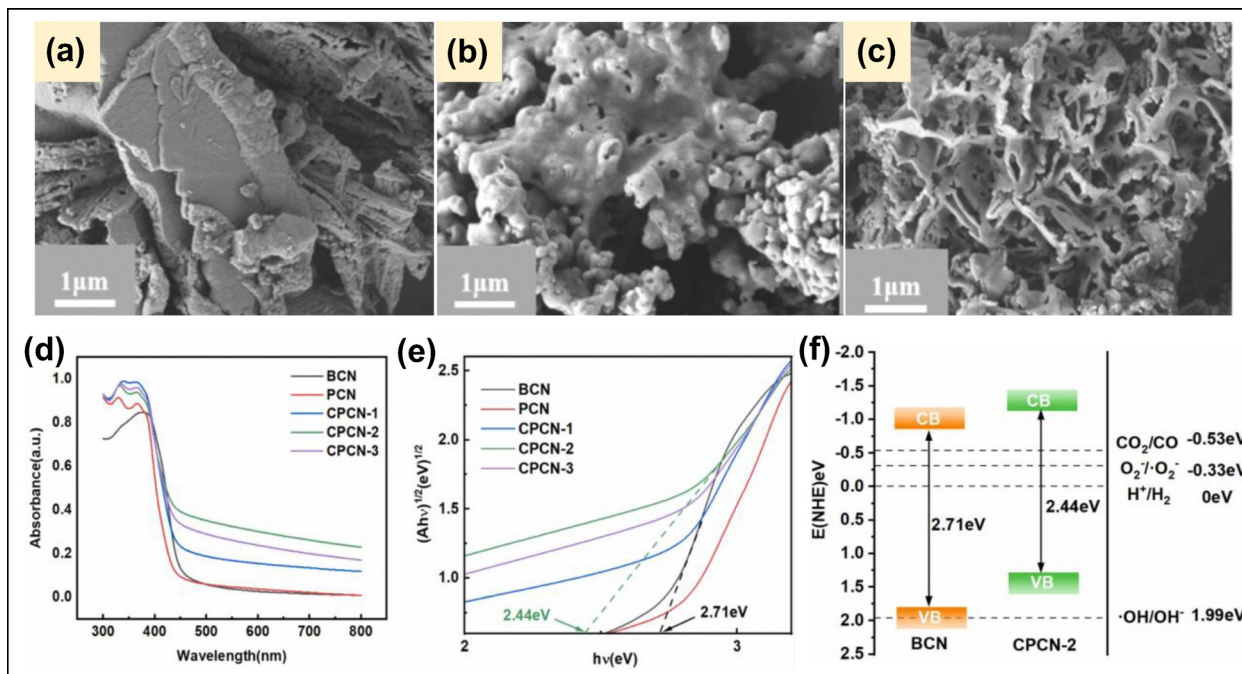 (a)
1μm
(b)
1μm
(c)
1μm
(d)
Absorbance(a.u.)
1.0
0.8
0.6
0.4
0.2
0.0
300 400 500 600 700 800
Wavelength(nm)
BCN
PCN
CPCN-1
CPCN-2
CPCN-3
(e)
(Ahν)^1/2(eV)^1/2
2.5
2.0
1.5
1.0
2 3
hν(eV)
BCN
PCN
CPCN-1
CPCN-2
CPCN-3
2.44eV
2.71eV
(f)
E(NHE)eV
-2.0
-1.5
-1.0
-0.5
0.0
0.5
1.0
1.5
2.0
2.5
CB
2.71eV
VB
BCN
CB
2.44eV
VB
CPCN-2
CO₂/CO -0.53eV
O₂⁻/·O₂⁻ -0.33eV
H⁺/H₂ 0eV
·OH/OH⁻ 1.99eV